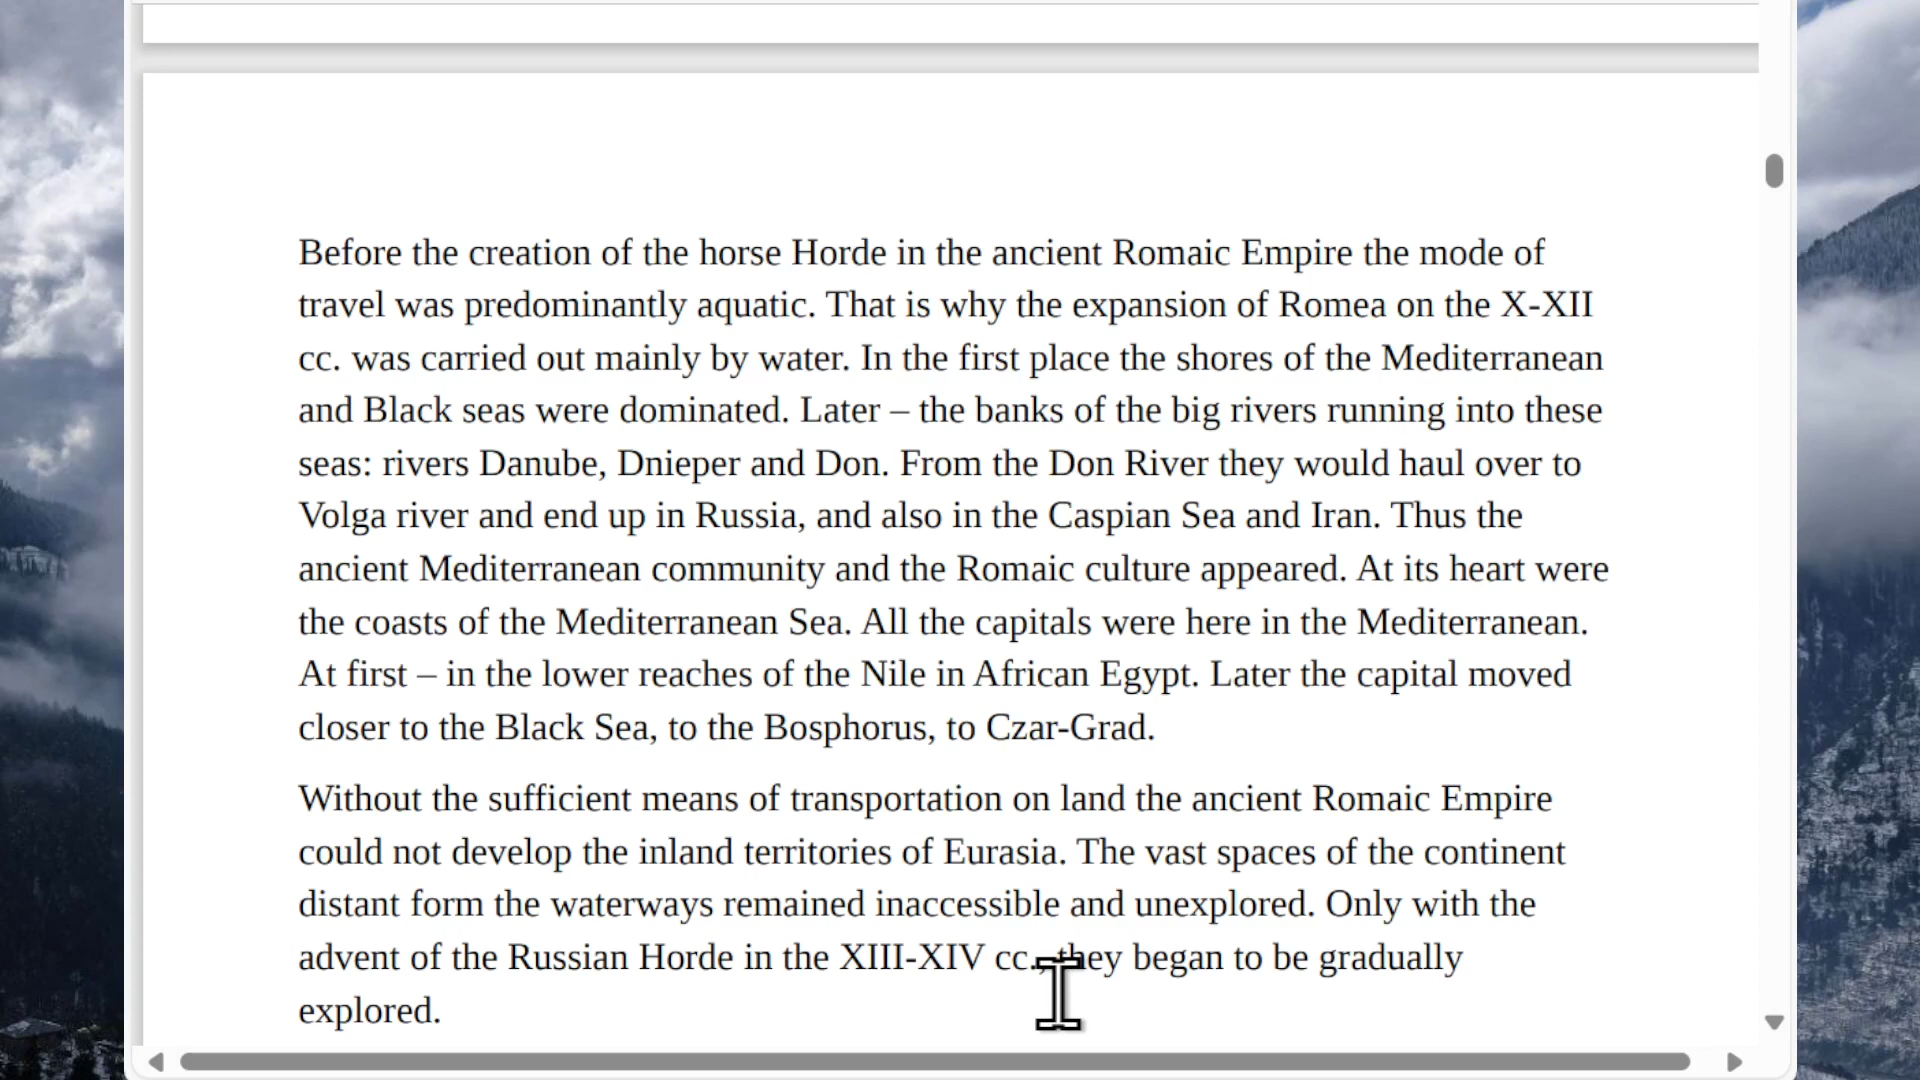 Before the creation of the horse Horde in the ancient Romaic Empire the mode of
travel was predominantly aquatic. That is why the expansion of Romea on the X-XII
cc. was carried out mainly by water. In the first place the shores of the Mediterranean
and Black seas were dominated. Later – the banks of the big rivers running into these
seas: rivers Danube, Dnieper and Don. From the Don River they would haul over to
Volga river and end up in Russia, and also in the Caspian Sea and Iran. Thus the
ancient Mediterranean community and the Romaic culture appeared. At its heart were
the coasts of the Mediterranean Sea. All the capitals were here in the Mediterranean.
At first – in the lower reaches of the Nile in African Egypt. Later the capital moved
closer to the Black Sea, to the Bosphorus, to Czar-Grad.
Without the sufficient means of transportation on land the ancient Romaic Empire
could not develop the inland territories of Eurasia. The vast spaces of the continent
distant form the waterways remained inaccessible and unexplored. Only with the
advent of the Russian Horde in the XIII-XIV cc., they began to be gradually
explored.